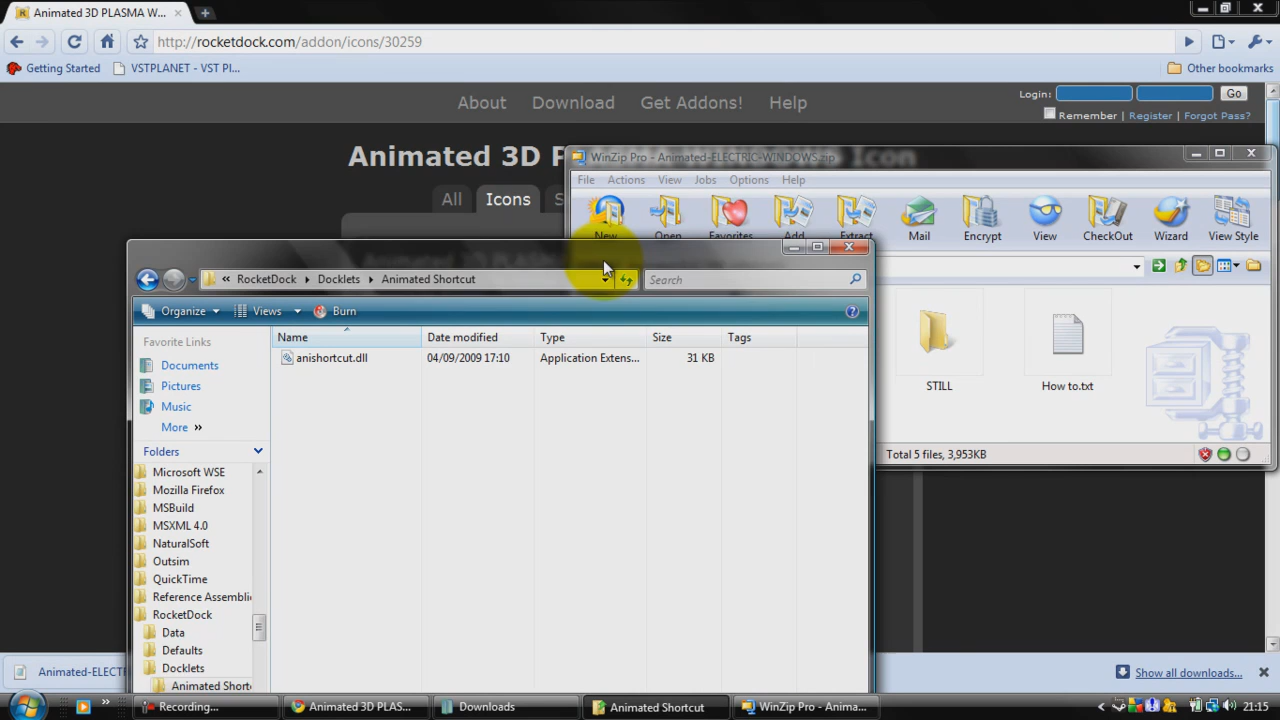 Animated 3D PLASMA W...
http://rocketdock.com/addon/icons/30259
Getting Started
VSTPLANET - VST Pl...
Other bookmarks
About
Download
Get Addons!
Help
Login:
Go
Remember | Register | Forgot Pass?
Animated 3D P
Icon
All
Icons
S
WinZip Pro - Animated-ELECTRIC-WINDOWS.zip
File Actions View Jobs Options Help
New Open Favorites Add Extract Mail Encrypt View CheckOut Wizard View Style
« RocketDock ▸ Docklets ▸ Animated Shortcut
Search
Organize
Views
Burn
Name
Date modified
Type
Size
Tags
anishortcut.dll
04/09/2009 17:10
Application Extens...
31 KB
Favorite Links
Documents
Pictures
Music
More »
Folders
Microsoft WSE
Mozilla Firefox
MSBuild
MSXML 4.0
NaturalSoft
Outsim
QuickTime
Reference Assembli
RocketDock
Data
Defaults
Docklets
Animated Short
STILL
How to.txt
Total 5 files, 3,953KB
Animated-ELECT
Show all downloads...
Recording...
Animated 3D PLAS...
Downloads
Animated Shortcut
WinZip Pro - Anima...
21:15